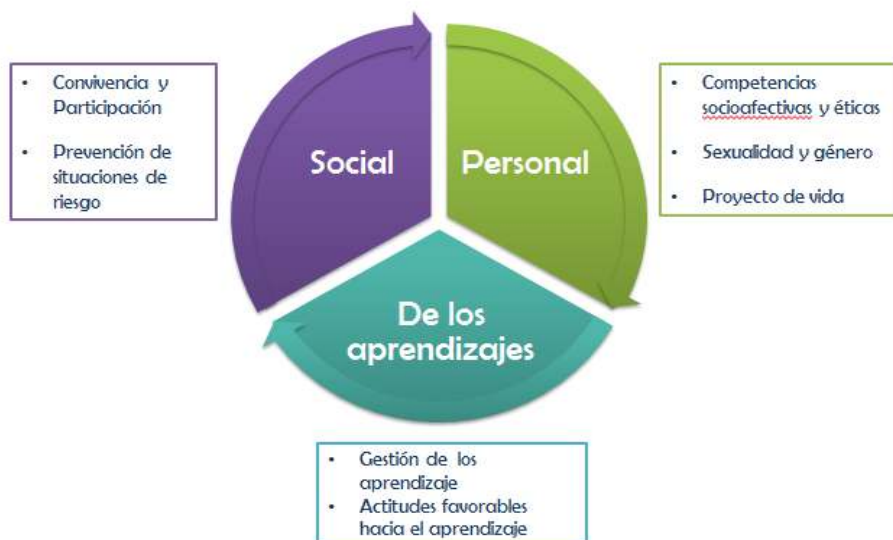 Social
Personal
De los
aprendizajes
• Convivencia y
Participación
• Prevención de
situaciones de
riesgo
• Competencias
socioafectivas y éticas
• Sexualidad y género
• Proyecto de vida
• Gestión de los
aprendizaje
• Actitudes favorables
hacia el aprendizaje